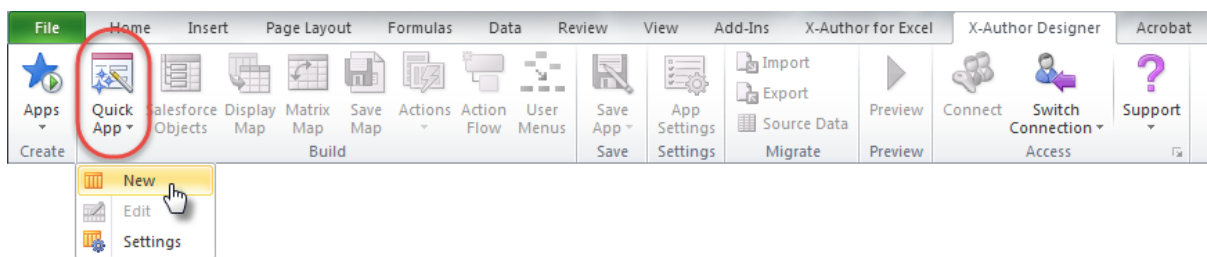 File Home Insert Page Layout Formulas Data Review View Add-Ins X-Author for Excel X-Author Designer Acrobat
Apps Quick App Salesforce Objects Display Map Matrix Map Save Map Actions Action Flow User Menus Save App App Settings Import Export Source Data Preview Connect Switch Connection Support
Create Build Save Settings Migrate Preview Access
New
Edit
Settings